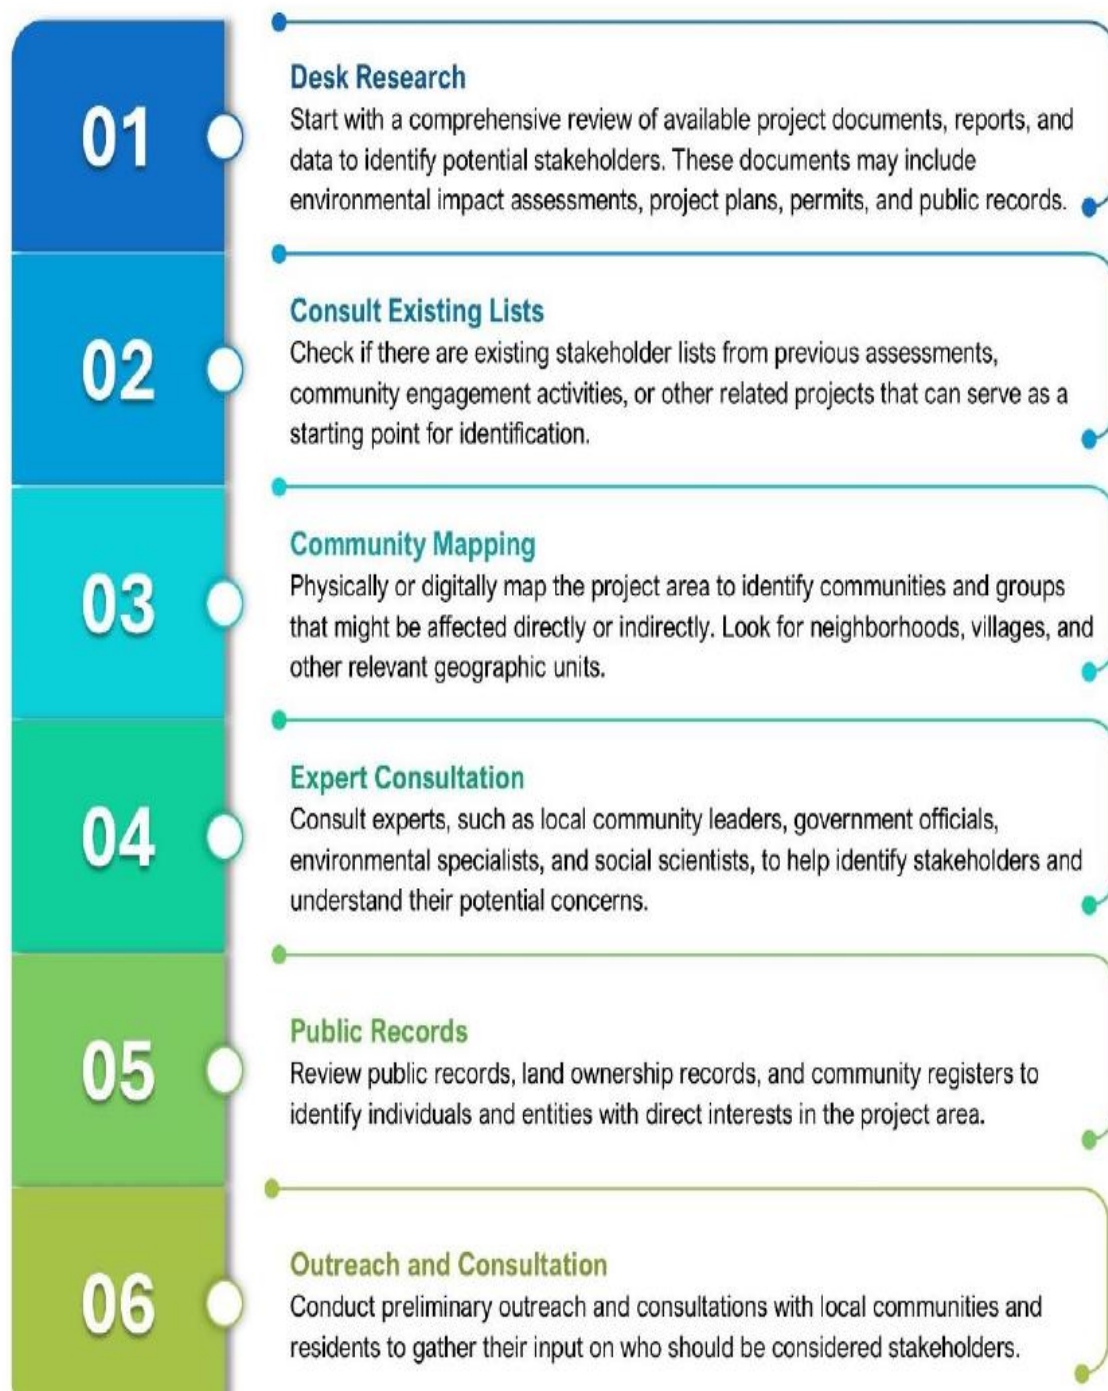 01
Desk Research
Start with a comprehensive review of available project documents, reports, and
data to identify potential stakeholders. These documents may include
environmental impact assessments, project plans, permits, and public records.
02
Consult Existing Lists
Check if there are existing stakeholder lists from previous assessments,
community engagement activities, or other related projects that can serve as a
starting point for identification.
03
Community Mapping
Physically or digitally map the project area to identify communities and groups
that might be affected directly or indirectly. Look for neighborhoods, villages, and
other relevant geographic units.
04
Expert Consultation
Consult experts, such as local community leaders, government officials,
environmental specialists, and social scientists, to help identify stakeholders and
understand their potential concerns.
05
Public Records
Review public records, land ownership records, and community registers to
identify individuals and entities with direct interests in the project area.
06
Outreach and Consultation
Conduct preliminary outreach and consultations with local communities and
residents to gather their input on who should be considered stakeholders.